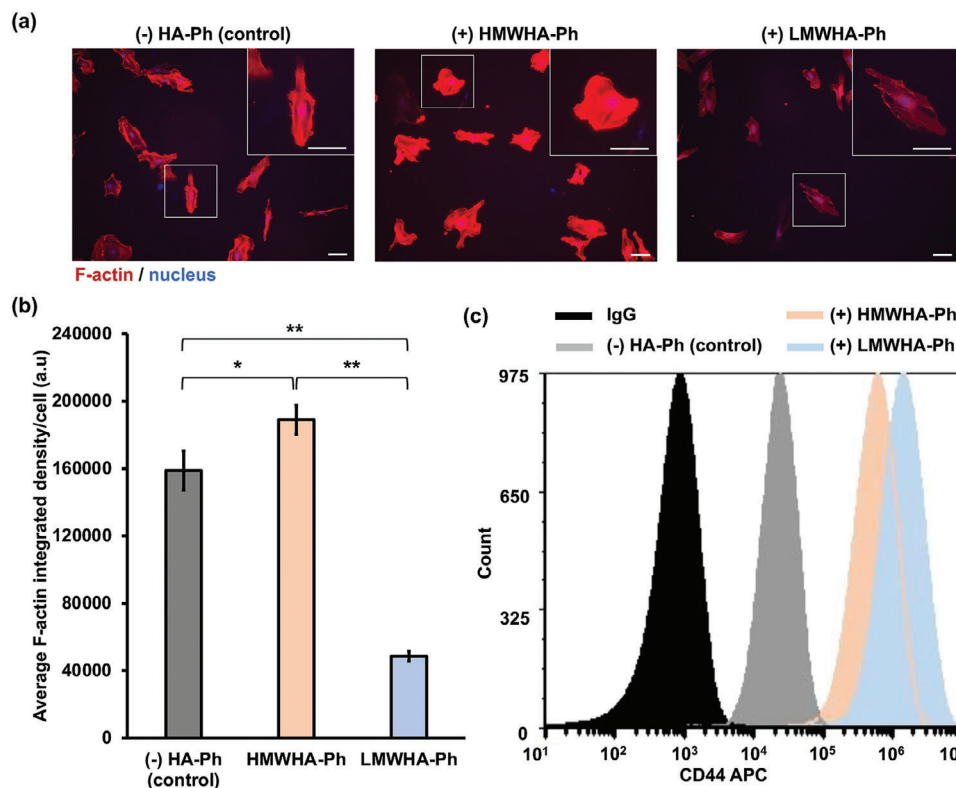 (a)
(-) HA-Ph (control)
(+) HMWHA-Ph
(+) LMWHA-Ph
F-actin / nucleus
(b)
Average F-actin integrated density/cell (a.u)
240000
200000
160000
120000
80000
40000
0
**
*
**
(-) HA-Ph
(control)
HMWHA-Ph
LMWHA-Ph
(c)
IgG
(+) HMWHA-Ph
(-) HA-Ph (control)
(+) LMWHA-Ph
Count
975
650
325
0
10¹
10²
10³
10⁴
10⁵
10⁶
CD44 APC